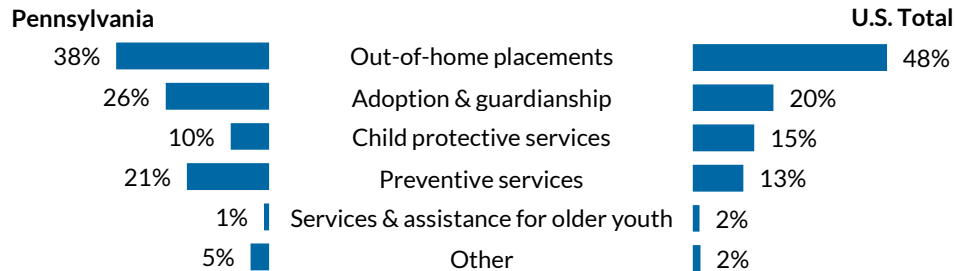 Pennsylvania U.S. Total
38% Out-of-home placements 48%
26% Adoption & guardianship 20%
10% Child protective services 15%
21% Preventive services 13%
1% Services & assistance for older youth 2%
5% Other 2%